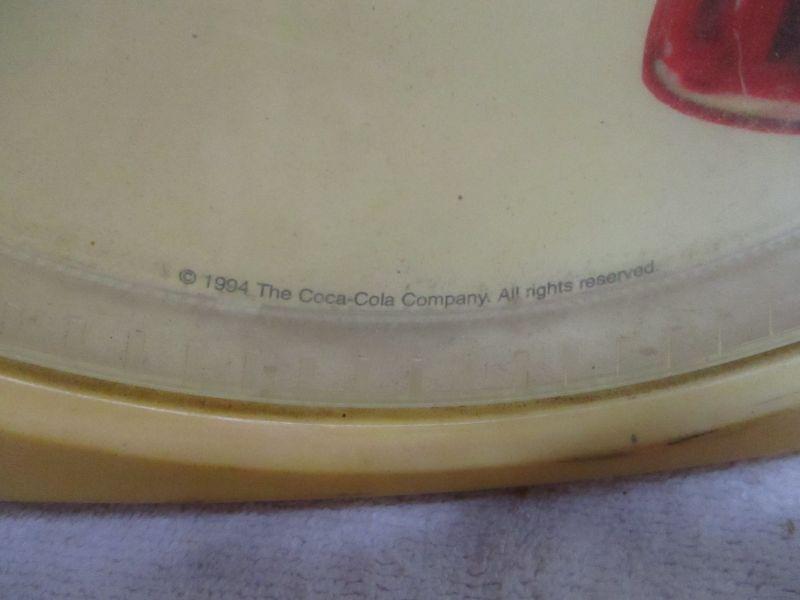 © 1994 The Coca-Cola Company. All rights reserved.